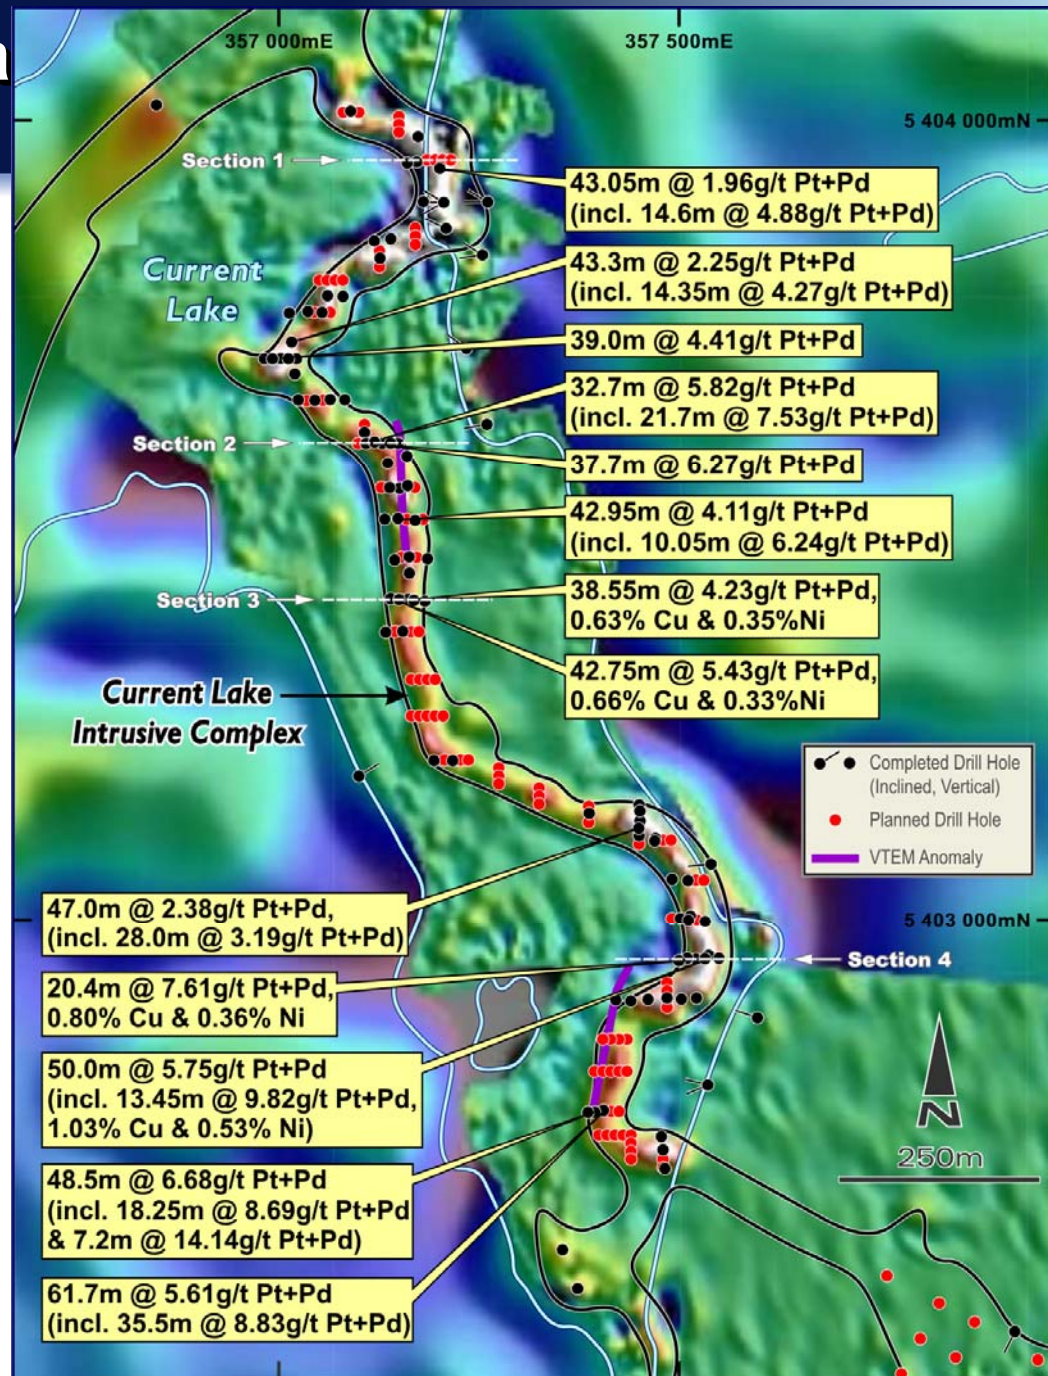 a
357 000mE
357 500mE
5 404 000mN
Section 1
43.05m @ 1.96g/t Pt+Pd
(incl. 14.6m @ 4.88g/t Pt+Pd)
Current
Lake
43.3m @ 2.25g/t Pt+Pd
(incl. 14.35m @ 4.27g/t Pt+Pd)
39.0m @ 4.41g/t Pt+Pd
32.7m @ 5.82g/t Pt+Pd
(incl. 21.7m @ 7.53g/t Pt+Pd)
Section 2
37.7m @ 6.27g/t Pt+Pd
42.95m @ 4.11g/t Pt+Pd
(incl. 10.05m @ 6.24g/t Pt+Pd)
Section 3
38.55m @ 4.23g/t Pt+Pd,
0.63% Cu & 0.35%Ni
42.75m @ 5.43g/t Pt+Pd,
0.66% Cu & 0.33%Ni
Current Lake
Intrusive Complex
Completed Drill Hole
(Inclined, Vertical)
Planned Drill Hole
VTEM Anomaly
47.0m @ 2.38g/t Pt+Pd,
(incl. 28.0m @ 3.19g/t Pt+Pd)
5 403 000mN
Section 4
20.4m @ 7.61g/t Pt+Pd,
0.80% Cu & 0.36% Ni
50.0m @ 5.75g/t Pt+Pd
(incl. 13.45m @ 9.82g/t Pt+Pd,
1.03% Cu & 0.53% Ni)
N
250m
48.5m @ 6.68g/t Pt+Pd
(incl. 18.25m @ 8.69g/t Pt+Pd
& 7.2m @ 14.14g/t Pt+Pd)
61.7m @ 5.61g/t Pt+Pd
(incl. 35.5m @ 8.83g/t Pt+Pd)